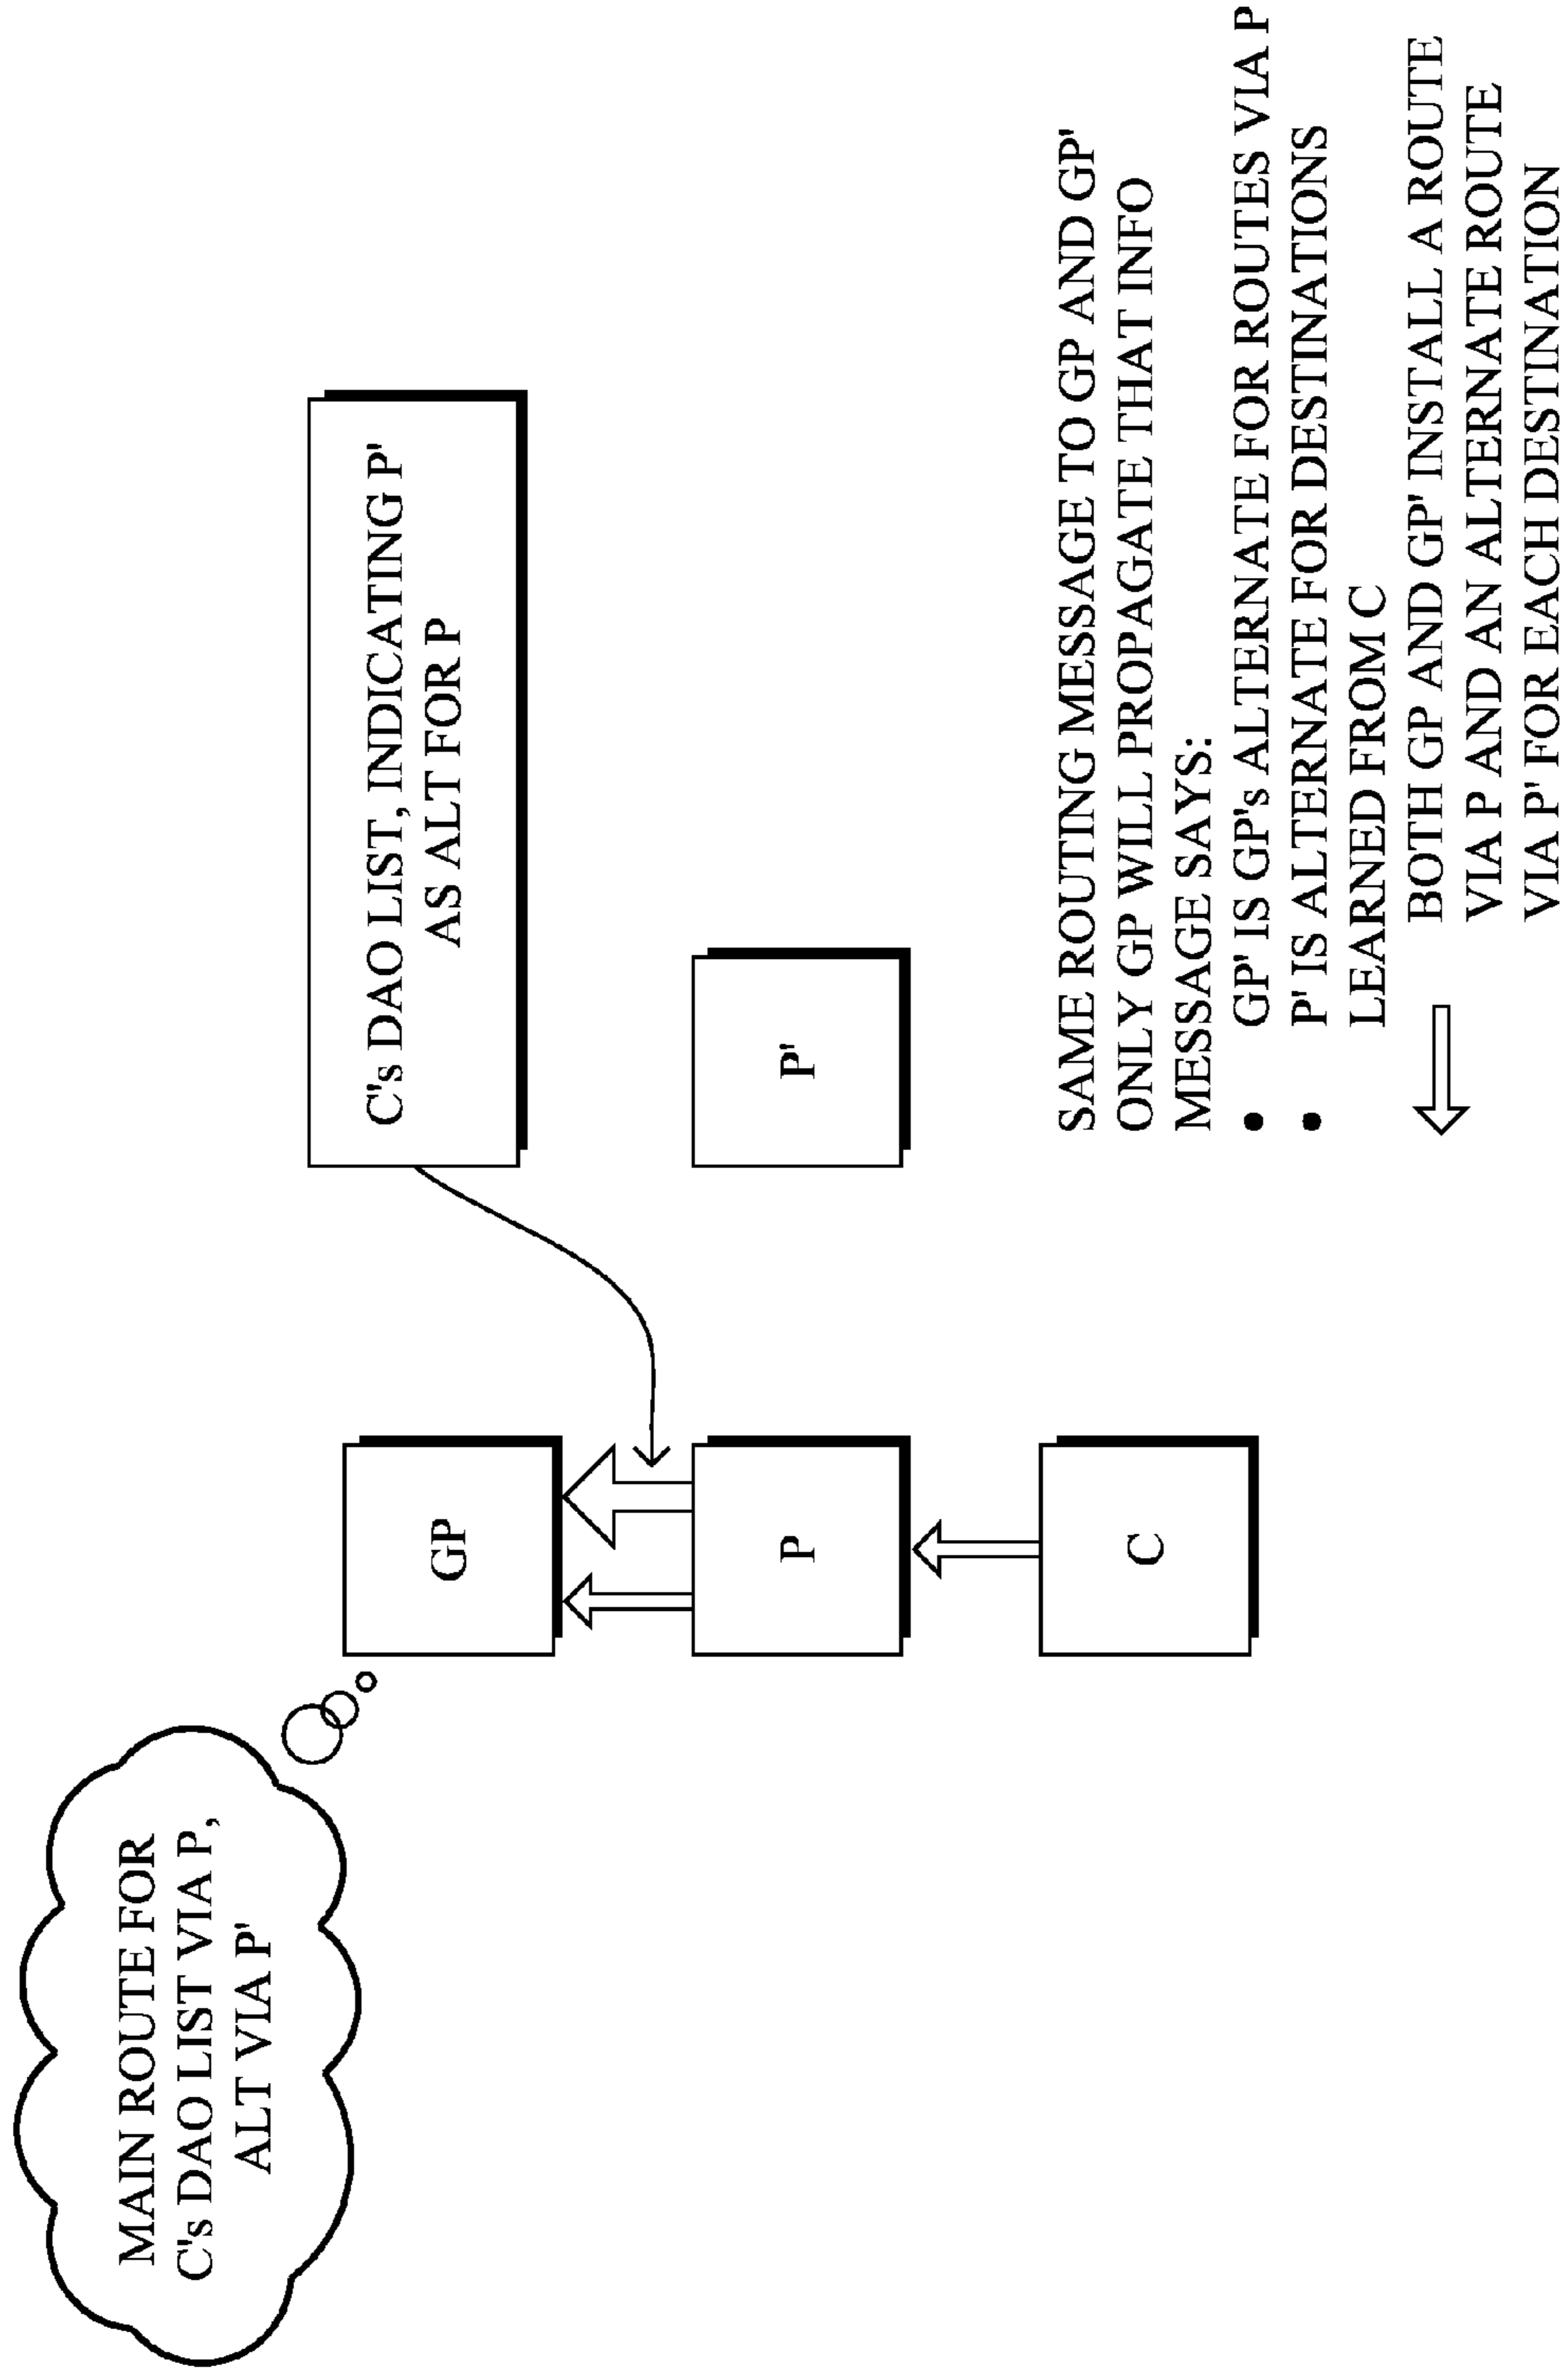 MAIN ROUTE FOR
C's DAO LIST VIA P,
ALT VIA P'
C's DAO LIST, INDICATING P'
AS ALT FOR P
GP
P
P'
C
SAME ROUTING MESSAGE TO GP AND GP'
ONLY GP WILL PROPAGATE THAT INFO
MESSAGE SAYS:
• GP' IS GP's ALTERNATE FOR ROUTES VIA P
• P' IS ALTERNATE FOR DESTINATIONS
LEARNED FROM C
BOTH GP AND GP' INSTALL A ROUTE
VIA P AND AN ALTERNATE ROUTE
VIA P' FOR EACH DESTINATION